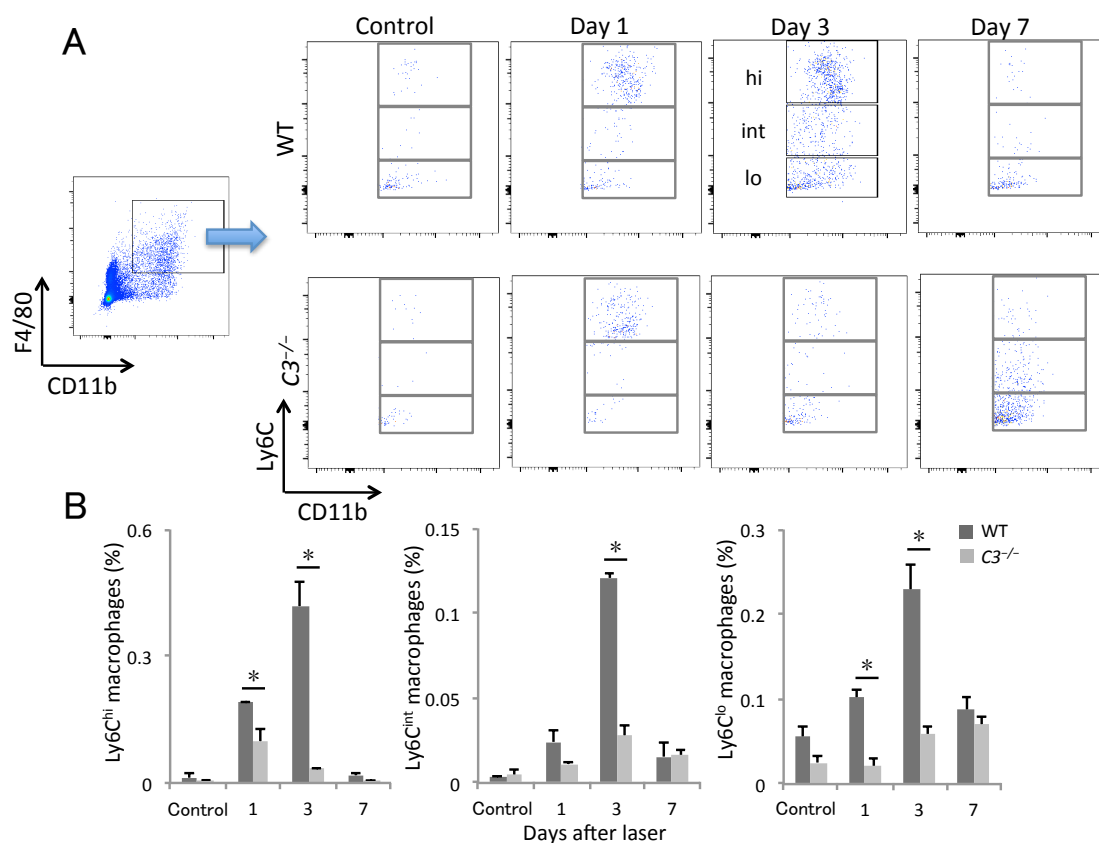 A
Control
Day 1
Day 3
Day 7
WT
hi
int
lo
F4/80
CD11b
C3−/−
Ly6C
CD11b
B
Ly6Chi macrophages (%)
0.6
0.3
0
*
*
Control
1
3
7
Ly6Cint macrophages (%)
0.15
0.1
0.05
0
*
Control
1
3
7
Days after laser
Ly6Clo macrophages (%)
0.3
0.2
0.1
0
*
*
Control
1
3
7
WT
C3−/−